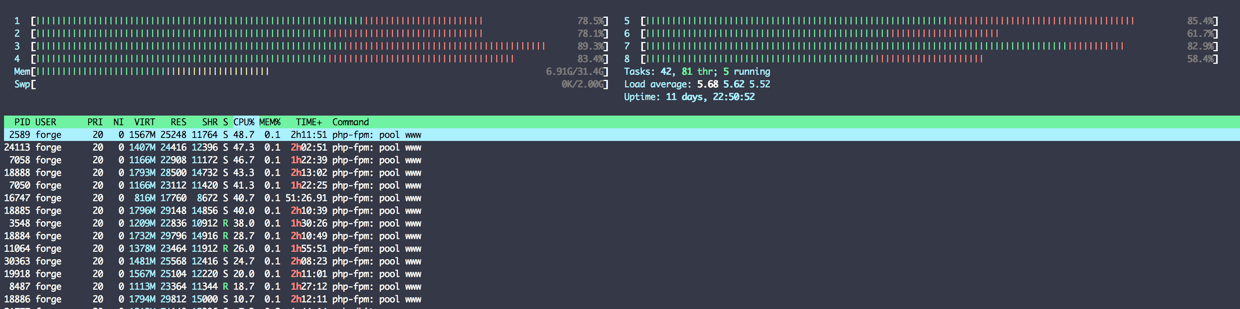 1 [ 78.5%] 5 [ 85.4%]
2 [ 78.1%] 6 [ 61.7%]
3 [ 89.3%] 7 [ 82.9%]
4 [ 83.4%] 8 [ 58.4%]
Mem[ 6.91G/31.4G] Tasks: 42, 81 thr; 5 running
Swp[ 0K/2.00G] Load average: 5.68 5.62 5.52
Uptime: 11 days, 22:50:52
PID USER PRI NI VIRT RES SHR S CPU% MEM% TIME+ Command
2589 forge 20 0 1567M 25248 11764 S 48.7 0.1 2h11:51 php-fpm: pool www
24113 forge 20 0 1407M 24416 12396 S 47.3 0.1 2h02:51 php-fpm: pool www
7058 forge 20 0 1166M 22908 11172 S 46.7 0.1 1h22:39 php-fpm: pool www
18888 forge 20 0 1793M 28500 14732 S 43.3 0.1 2h13:02 php-fpm: pool www
7050 forge 20 0 1166M 23112 11420 S 41.3 0.1 1h22:25 php-fpm: pool www
16747 forge 20 0 816M 17760 8672 S 40.7 0.1 51:26.91 php-fpm: pool www
18885 forge 20 0 1796M 29148 14856 S 40.0 0.1 2h10:39 php-fpm: pool www
3548 forge 20 0 1209M 22836 10912 R 38.0 0.1 1h30:26 php-fpm: pool www
18884 forge 20 0 1732M 29796 14916 R 28.7 0.1 2h10:49 php-fpm: pool www
11064 forge 20 0 1378M 23464 11912 R 26.0 0.1 1h55:51 php-fpm: pool www
30363 forge 20 0 1481M 25568 12416 S 24.7 0.1 2h08:23 php-fpm: pool www
19918 forge 20 0 1567M 25104 12220 S 20.0 0.1 2h11:01 php-fpm: pool www
8487 forge 20 0 1113M 23364 11344 R 18.7 0.1 1h27:12 php-fpm: pool www
18886 forge 20 0 1794M 29812 15000 S 10.7 0.1 2h12:11 php-fpm: pool www